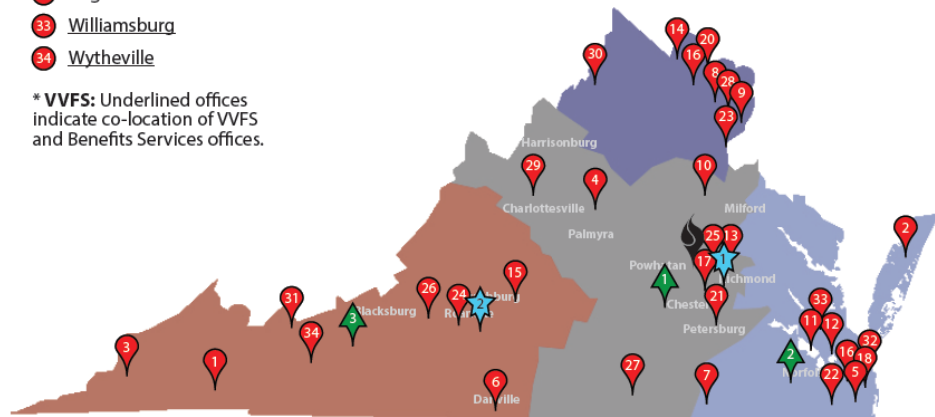 33 Williamsburg
34 Wytheville
* VVFS: Underlined offices
indicate co-location of VVFS
and Benefits Services offices.
14
20
30
16
8
28
9
23
Harrisonburg
29
4
10
Charlottesville
Milford
2
Palmyra
25
13
17
1
Powhatan
Richmond
1
15
26
24
2
31
Blacksburg
3
34
21
Chester
Petersburg
33
11
12
32
16
18
2
Norfolk
22
5
3
1
6
Danville
27
7